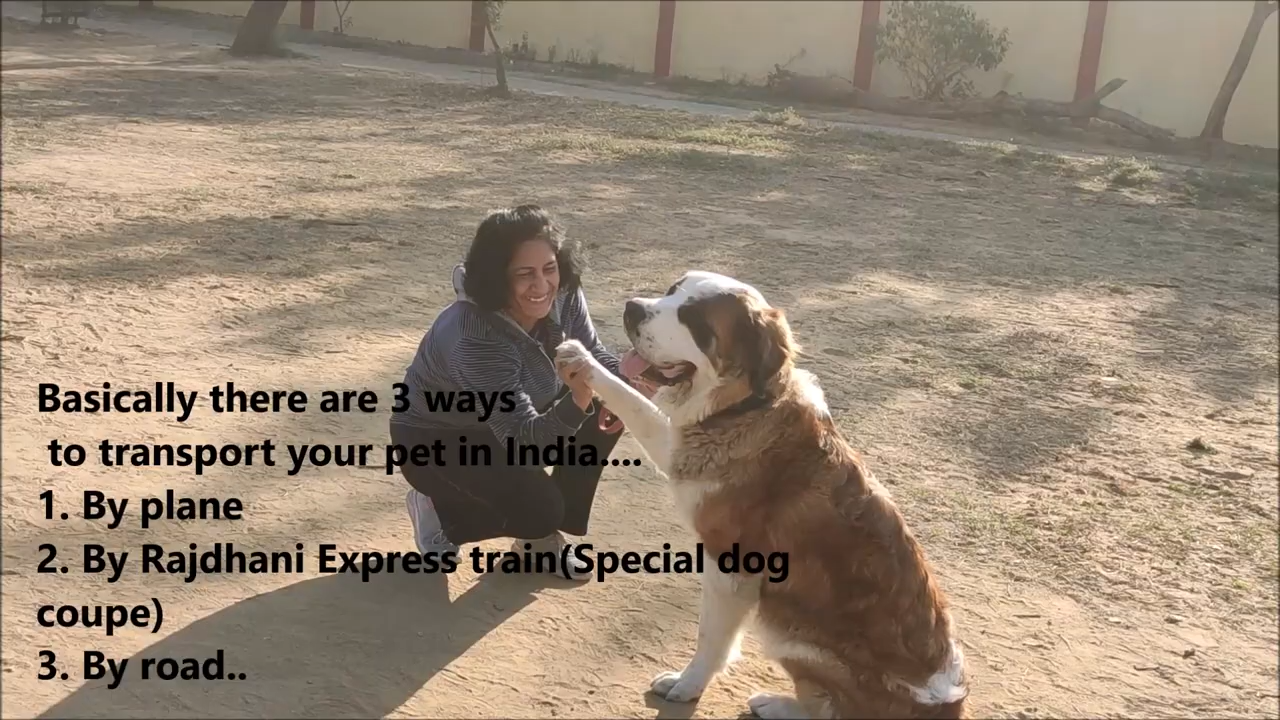 Basically there are 3 ways
to transport your pet in India....
1. By plane
2. By Rajdhani Express train(Special dog
coupe)
3. By road..